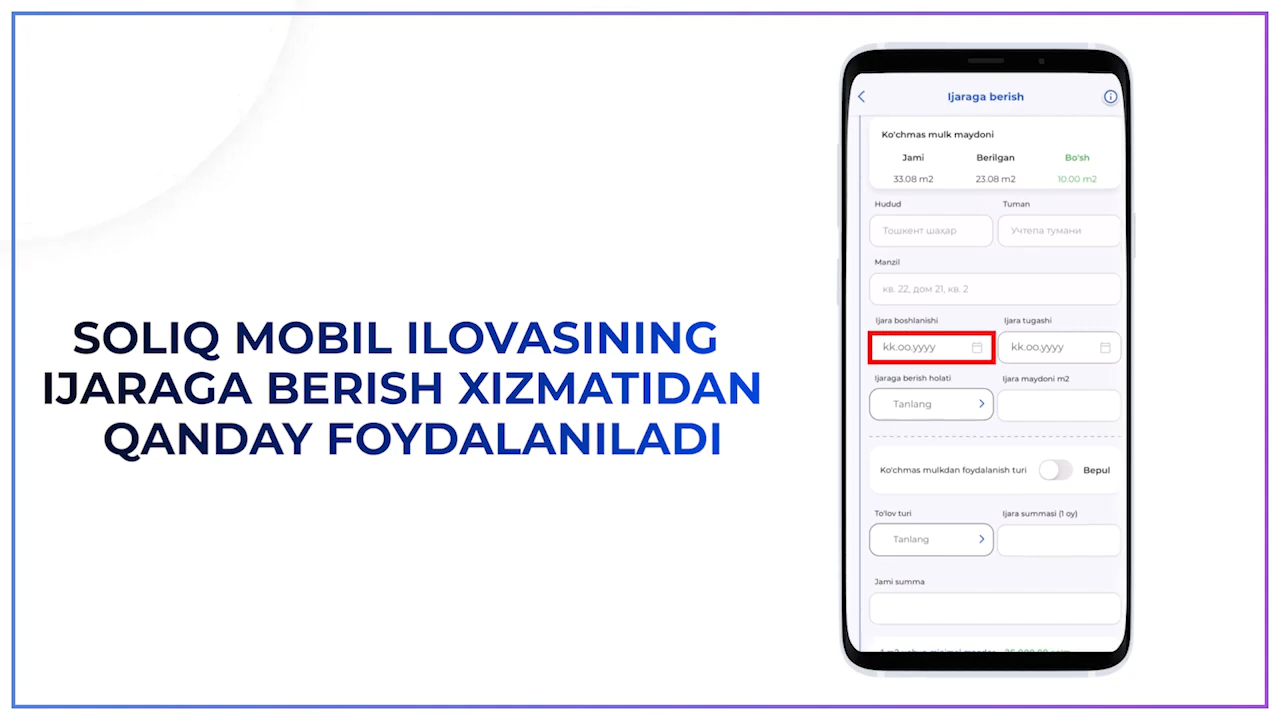 SOLIQ MOBIL ILOVASINING
IJARAGA BERISH XIZMATIDAN
QANDAY FOYDALANILADI
Ijaraga berish
Ko'chmas mulk maydoni
Jami Berilgan Bo'sh
33.08 m2 23.08 m2 10.00 m2
Hudud Tuman
Тошкент шаҳар Учтепа тумани
Manzil
кв. 22, дом 21, кв. 2
Ijara boshlanishi Ijara tugashi
kk.oo.yyyy kk.oo.yyyy
Ijaraga berish holati Ijara maydoni m2
Tanlang
Ko'chmas mulkdan foydalanish turi Bepul
To'lov turi Ijara summasi (1 oy)
Tanlang
Jami summa